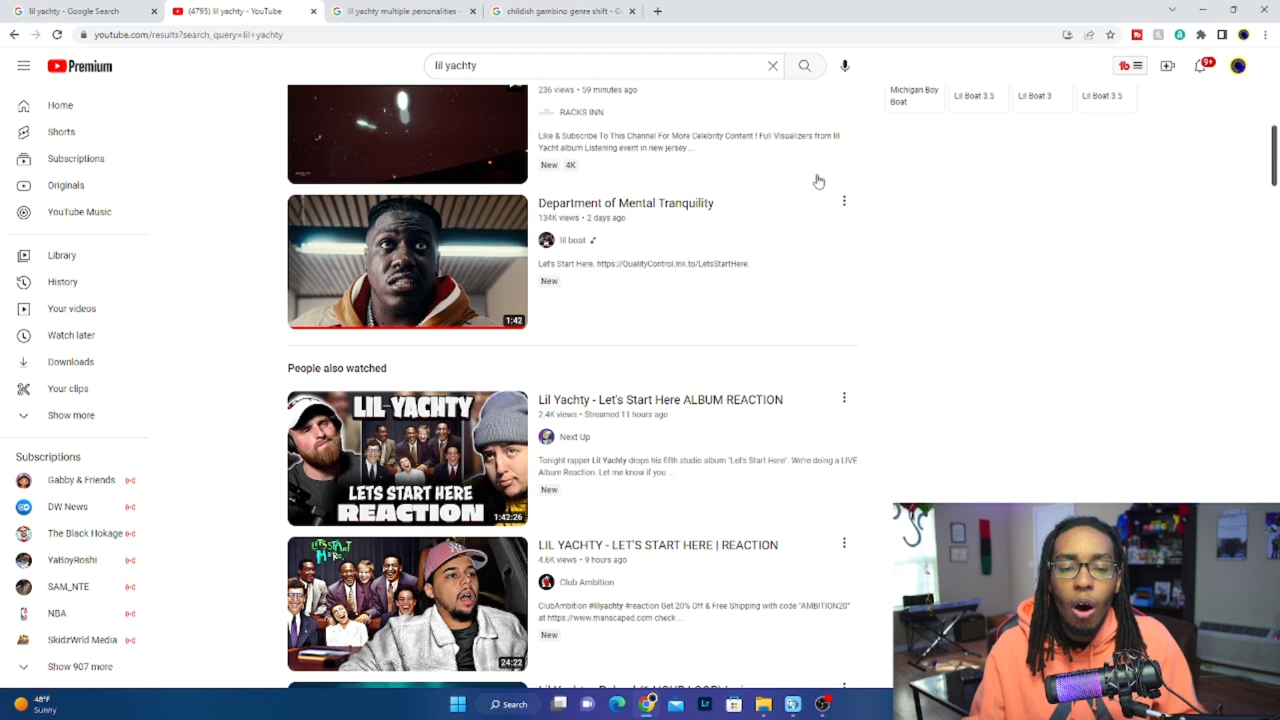 lil yachty - Google Search
(4795) lil yachty - YouTube
lil yachty multiple personalities -
childish gambino genre shift - G
youtube.com/results?search_query=lil+yachty
Premium
lil yachty
9+
Home
Shorts
Subscriptions
Originals
YouTube Music
Library
History
Your videos
Watch later
Downloads
Your clips
Show more
Subscriptions
Gabby & Friends
DW News
The Black Hokage
YaBoyRoshi
SAM_NTE
NBA
SkidzWrld Media
Show 907 more
236 views • 59 minutes ago
RACKS INN
Like & Subscribe To This Channel For More Celebrity Content ! Full Visualizers from lil
Yacht album Listening event in new jersey ...
New 4K
Department of Mental Tranquility
134K views • 2 days ago
lil boat
Let's Start Here. https://QualityControl.lnk.to/LetsStartHere.
New
1:42
People also watched
LIL YACHTY
LETS START HERE
REACTION
1:42:26
Lil Yachty - Let's Start Here ALBUM REACTION
2.4K views • Streamed 11 hours ago
Next Up
Tonight rapper Lil Yachty drops his fifth studio album "Let's Start Here". We're doing a LIVE
Album Reaction. Let me know if you ...
New
LET'S START
HERE.
24:22
LIL YACHTY - LET'S START HERE | REACTION
4.6K views • 9 hours ago
Club Ambition
ClubAmbition #lilyachty #reaction Get 20% Off & Free Shipping with code "AMBITION20"
at https://www.manscaped.com check ...
New
Michigan Boy
Boat
Lil Boat 3.5
Lil Boat 3
Lil Boat 3.5
48°F
Sunny
Search